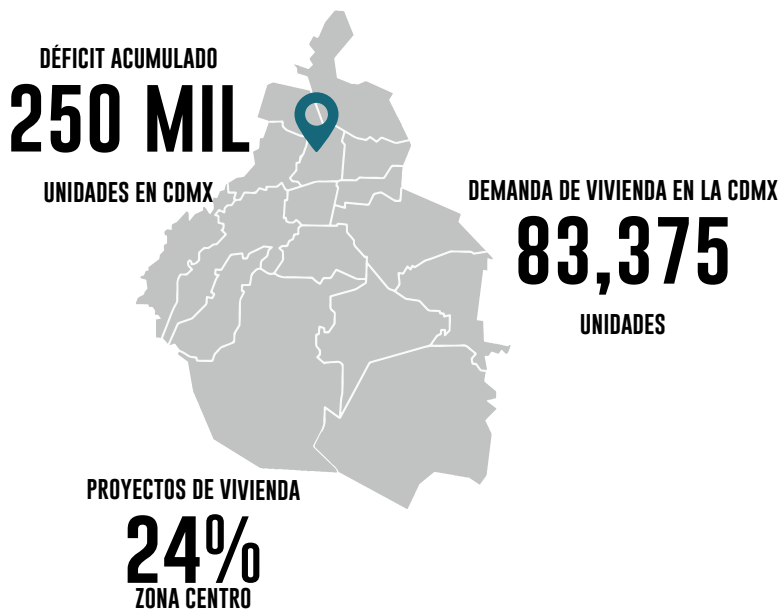 DÉFICIT ACUMULADO
250 MIL
UNIDADES EN CDMX
DEMANDA DE VIVIENDA EN LA CDMX
83,375
UNIDADES
PROYECTOS DE VIVIENDA
24%
ZONA CENTRO